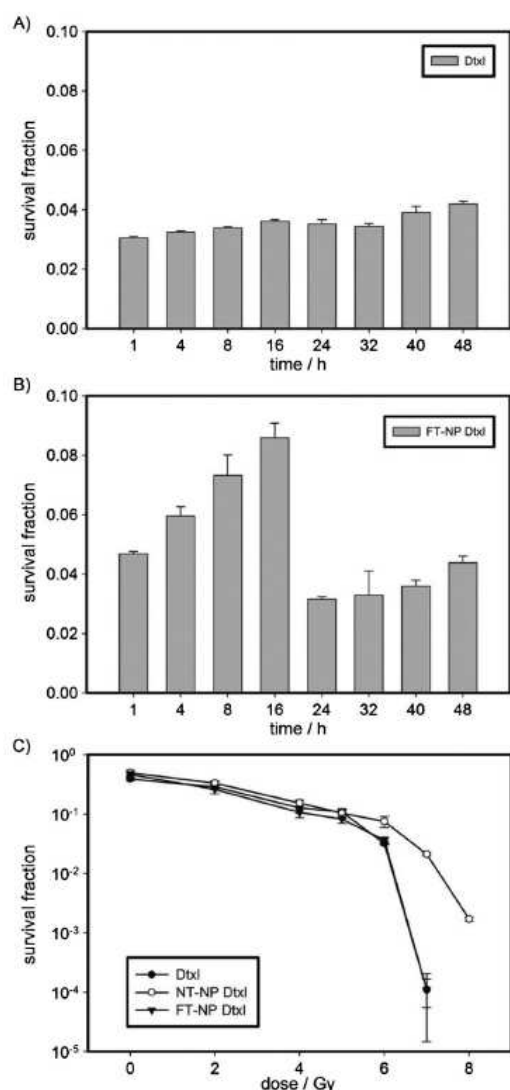 A)
0.10
Dtxl
0.08
0.06
survival fraction
0.04
0.02
0.00
1 4 8 16 24 32 40 48
time / h
B)
0.10
FT-NP Dtxl
0.08
0.06
survival fraction
0.04
0.02
0.00
1 4 8 16 24 32 40 48
time / h
C)
10⁰
10⁻¹
10⁻²
survival fraction
10⁻³
Dtxl
NT-NP Dtxl
10⁻⁴
FT-NP Dtxl
10⁻⁵
0 2 4 6 8
dose / Gy